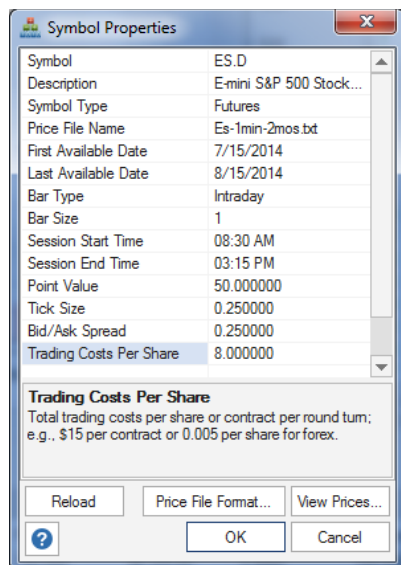 Symbol Properties
Symbol ES.D
Description E-mini S&P 500 Stock...
Symbol Type Futures
Price File Name Es-1min-2mos.txt
First Available Date 7/15/2014
Last Available Date 8/15/2014
Bar Type Intraday
Bar Size 1
Session Start Time 08:30 AM
Session End Time 03:15 PM
Point Value 50.000000
Tick Size 0.250000
Bid/Ask Spread 0.250000
Trading Costs Per Share 8.000000
Trading Costs Per Share
Total trading costs per share or contract per round turn;
e.g., $15 per contract or 0.005 per share for forex.
Reload Price File Format... View Prices...
? OK Cancel